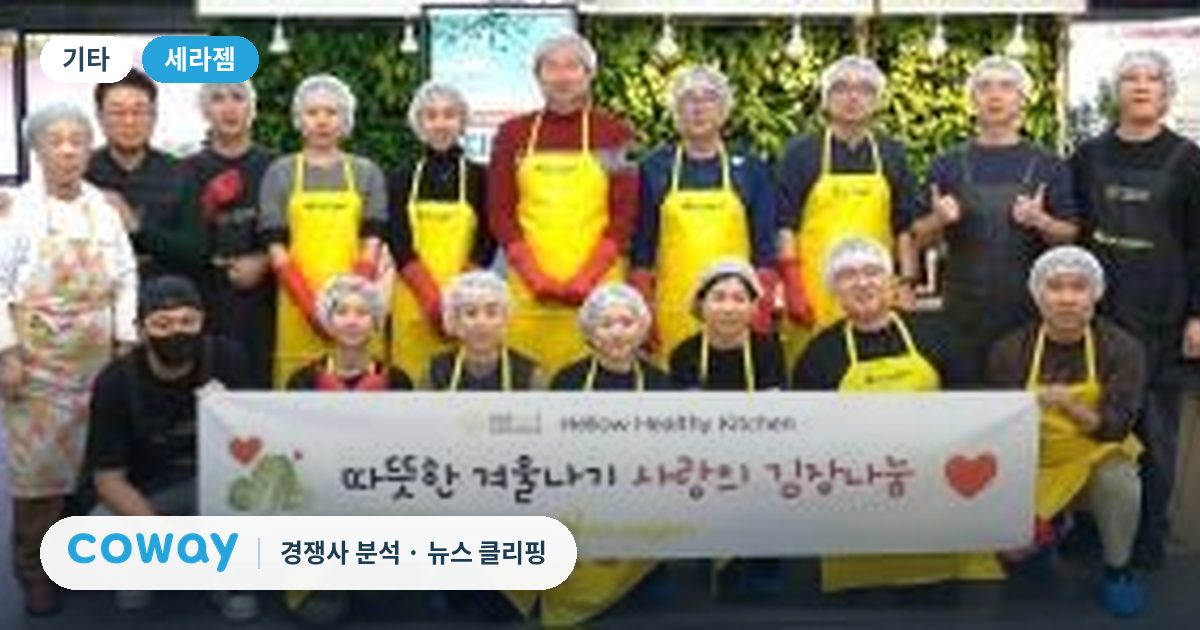 기타
세라젬
Hellow Healthy Kitchen
따뜻한 겨울나기 사랑의 김장나눔
coway
경쟁사 분석 · 뉴스 클리핑